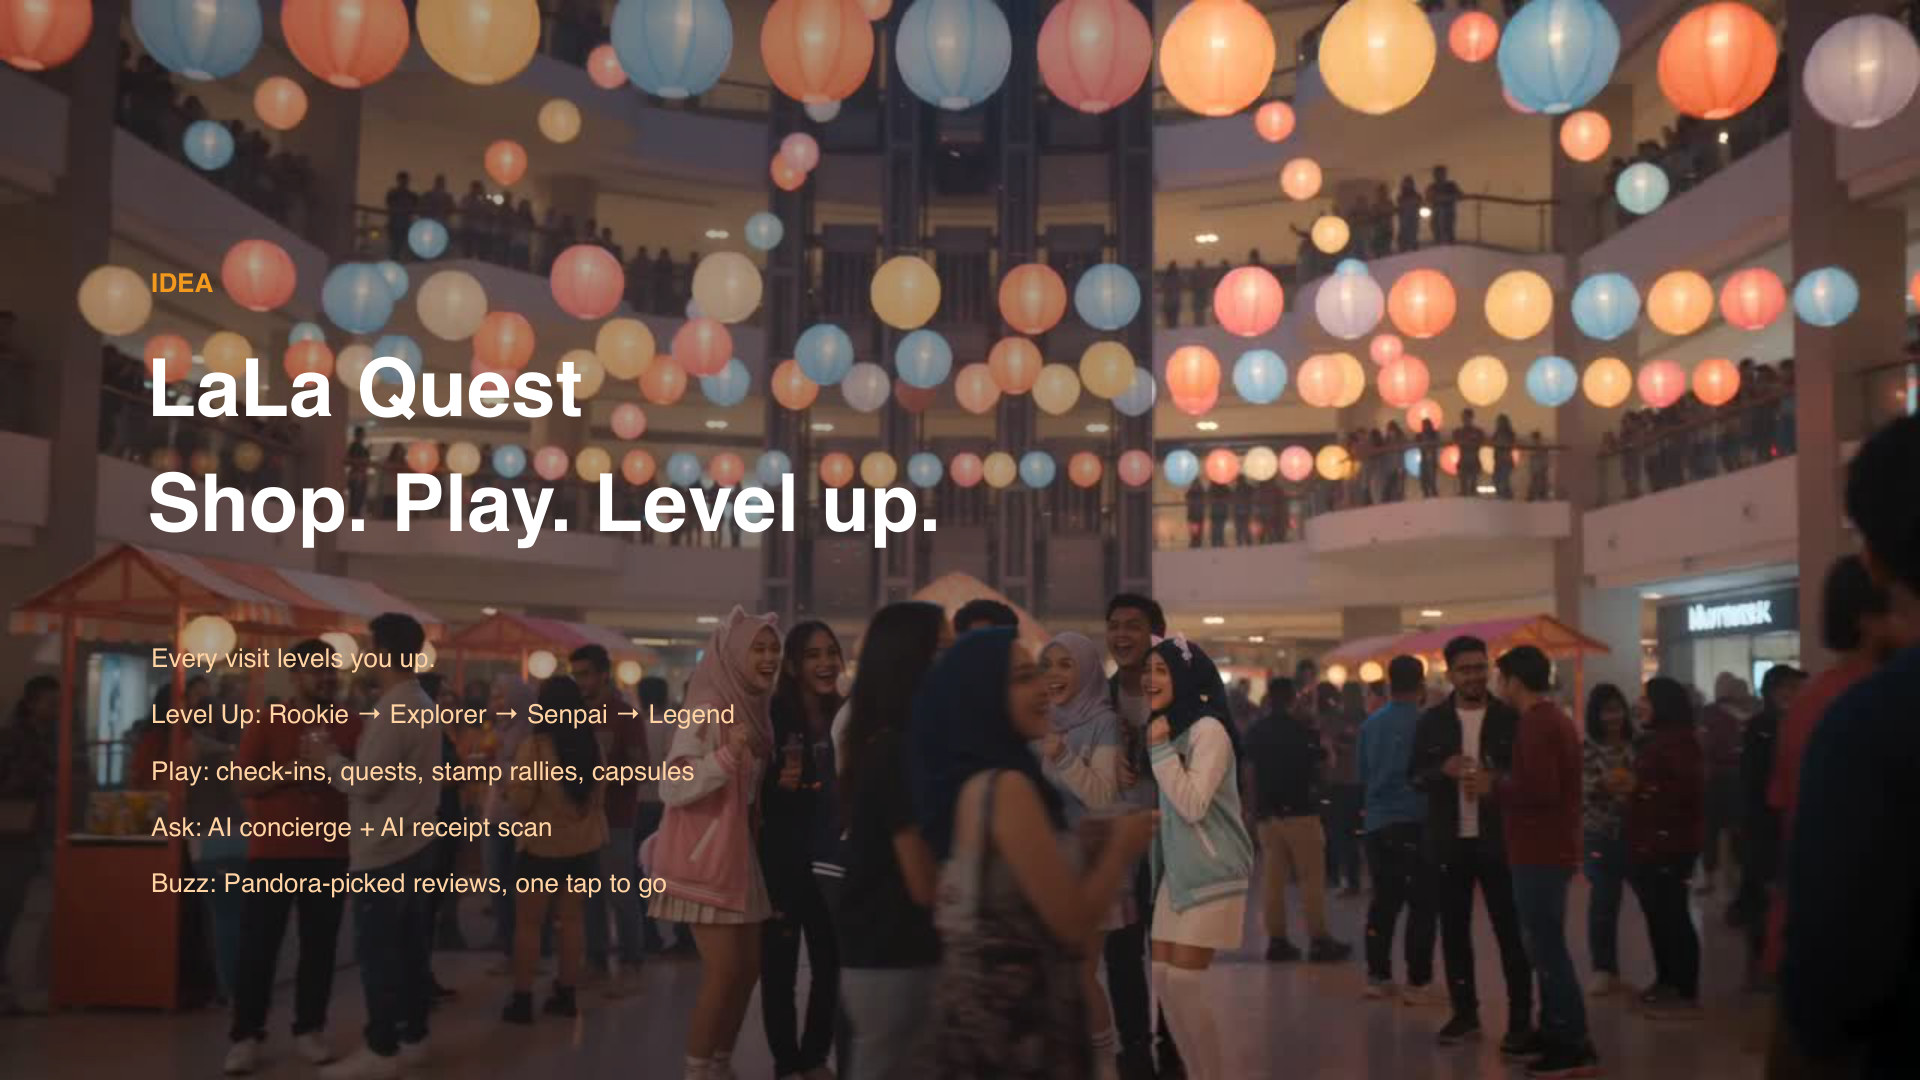 IDEA
LaLa Quest
Shop. Play. Level up.
Every visit levels you up.
Level Up: Rookie → Explorer → Senpai → Legend
Play: check-ins, quests, stamp rallies, capsules
Ask: AI concierge + AI receipt scan
Buzz: Pandora-picked reviews, one tap to go